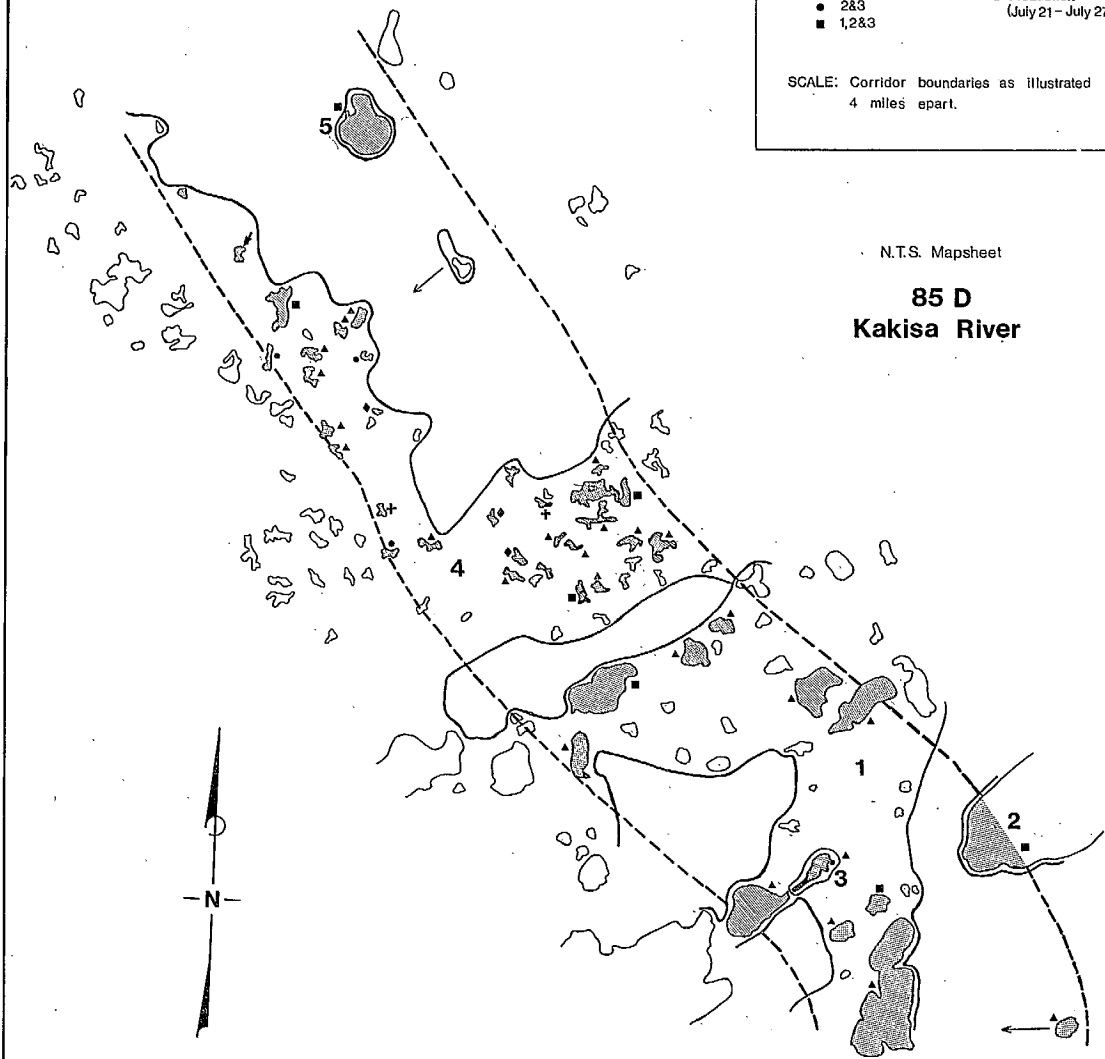 2&3
(July 21 - July 27
1,2&3
SCALE: Corridor boundaries as illustrated
4 miles epart.
N.T.S. Mapsheet
85 D
Kakisa River
5
4
1
2
3
N